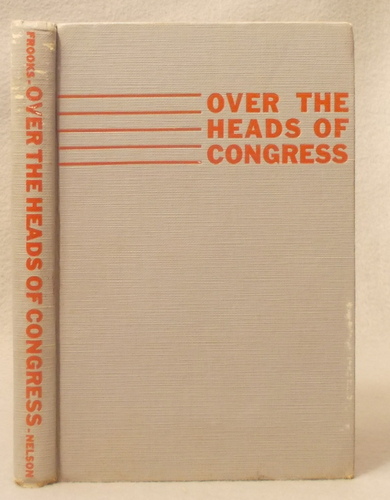 FROOKS - OVER THE HEADS OF CONGRESS - NELSON
OVER THE
HEADS OF
CONGRESS